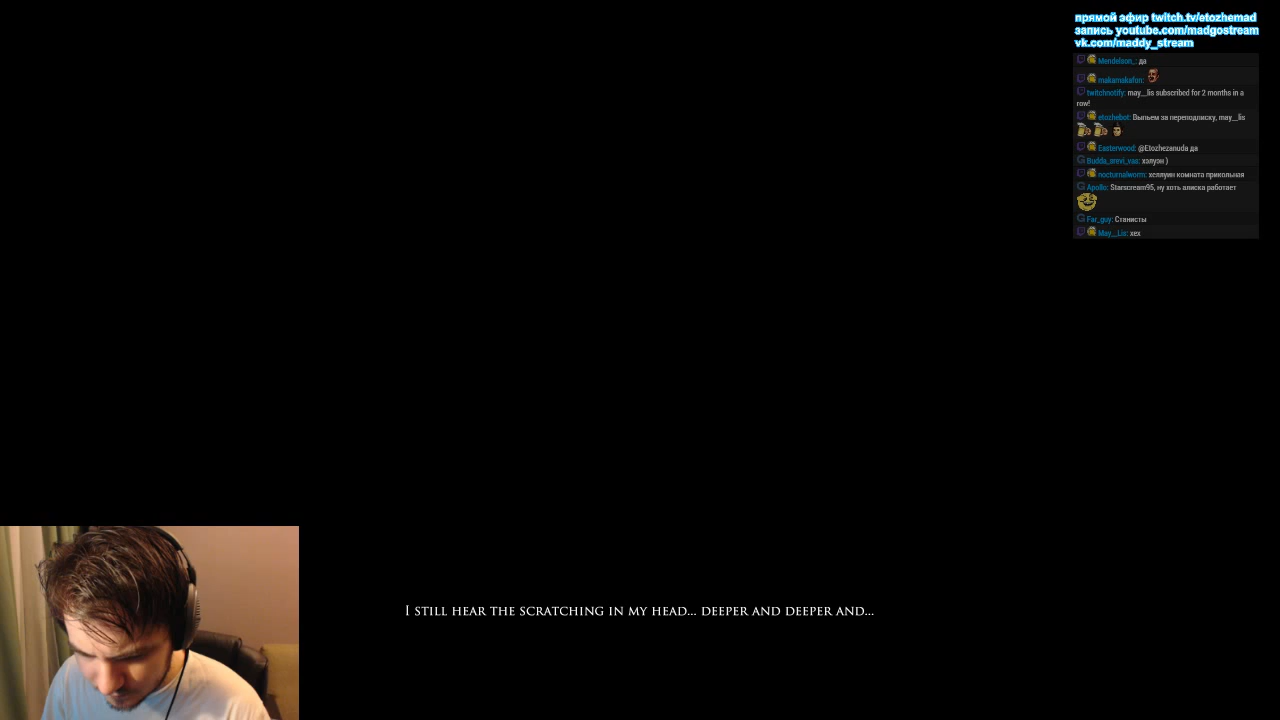 прямой эфир twitch.tv/etozhemad
запись youtube.com/madgostream
vk.com/maddy_stream
Mendelson_: да
makamakafon:
twitchnotify: may__lis subscribed for 2 months in a
row!
etozhebot: Выпьем за переподписку, may__lis
Easterwood: @Etozhezanuda да
Budda_srevi_vas: хэлуэн )
nocturnalworm: хеллуин комната прикольная
Apollo: Starscream95, ну хоть алиска работает
Far_guy: Станисты
May__Lis: хех
I STILL HEAR THE SCRATCHING IN MY HEAD... DEEPER AND DEEPER AND...